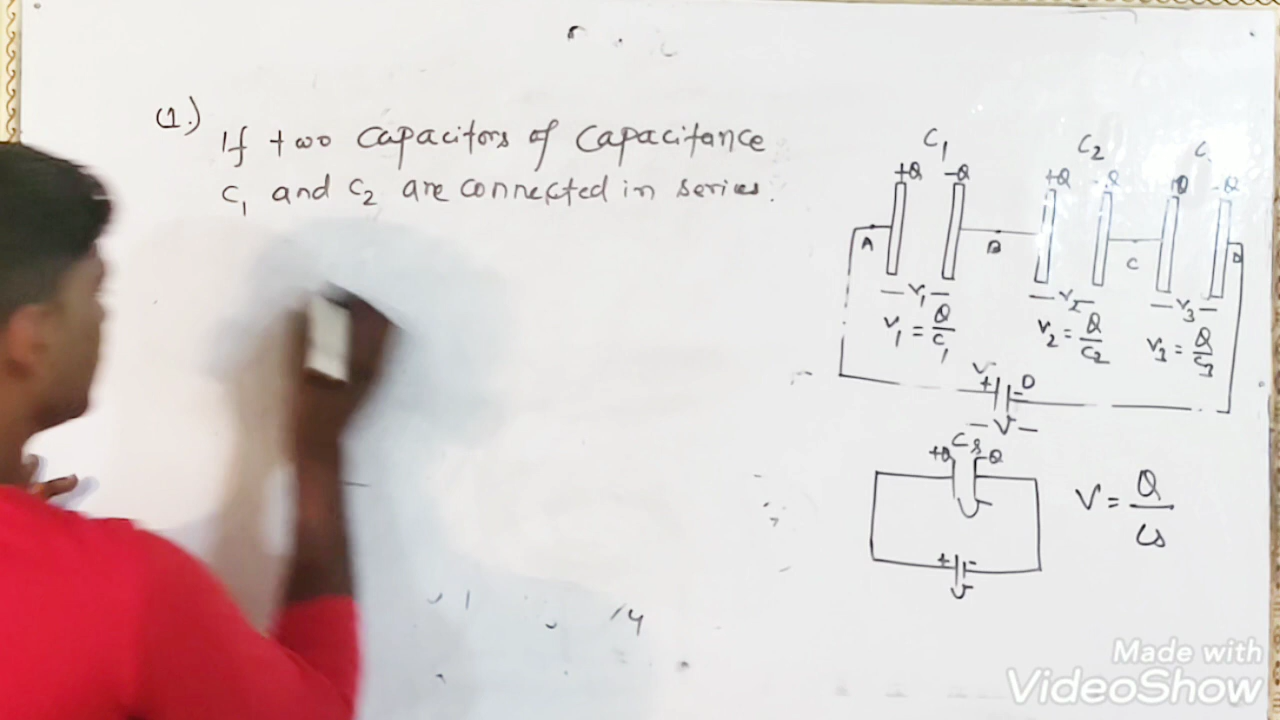 Q1.)
If two capacitors of capacitance
C₁ and C₂ are connected in series.
C₁ C₂ C
+Q -Q +Q -Q +Q -Q
A B C D
V₁ V₂ V₃
V₁ = Q/C₁ V₂ = Q/C₂ V₃ = Q/C₃
V
+ -D
V
Cs
+Q -Q
V
V = Q/Cs
+ -
V
Made with
VideoShow